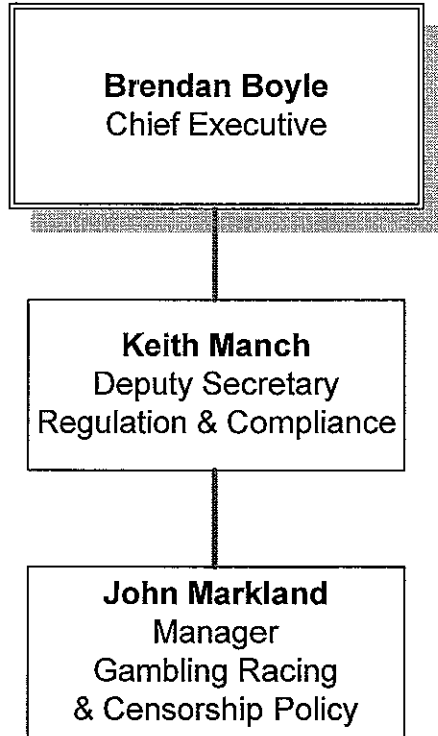 Brendan Boyle
Chief Executive
Keith Manch
Deputy Secretary
Regulation & Compliance
John Markland
Manager
Gambling Racing
& Censorship Policy